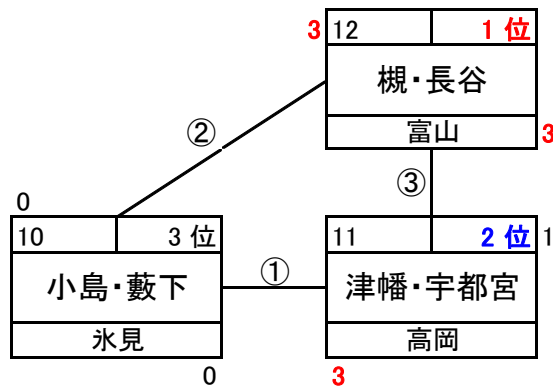 3 12 1 位
槻・長谷
富山 3
②
③
0
10 3 位
小島・藪下
氷見
0
①
11 2 位 1
津幡・宇都宮
高岡
3